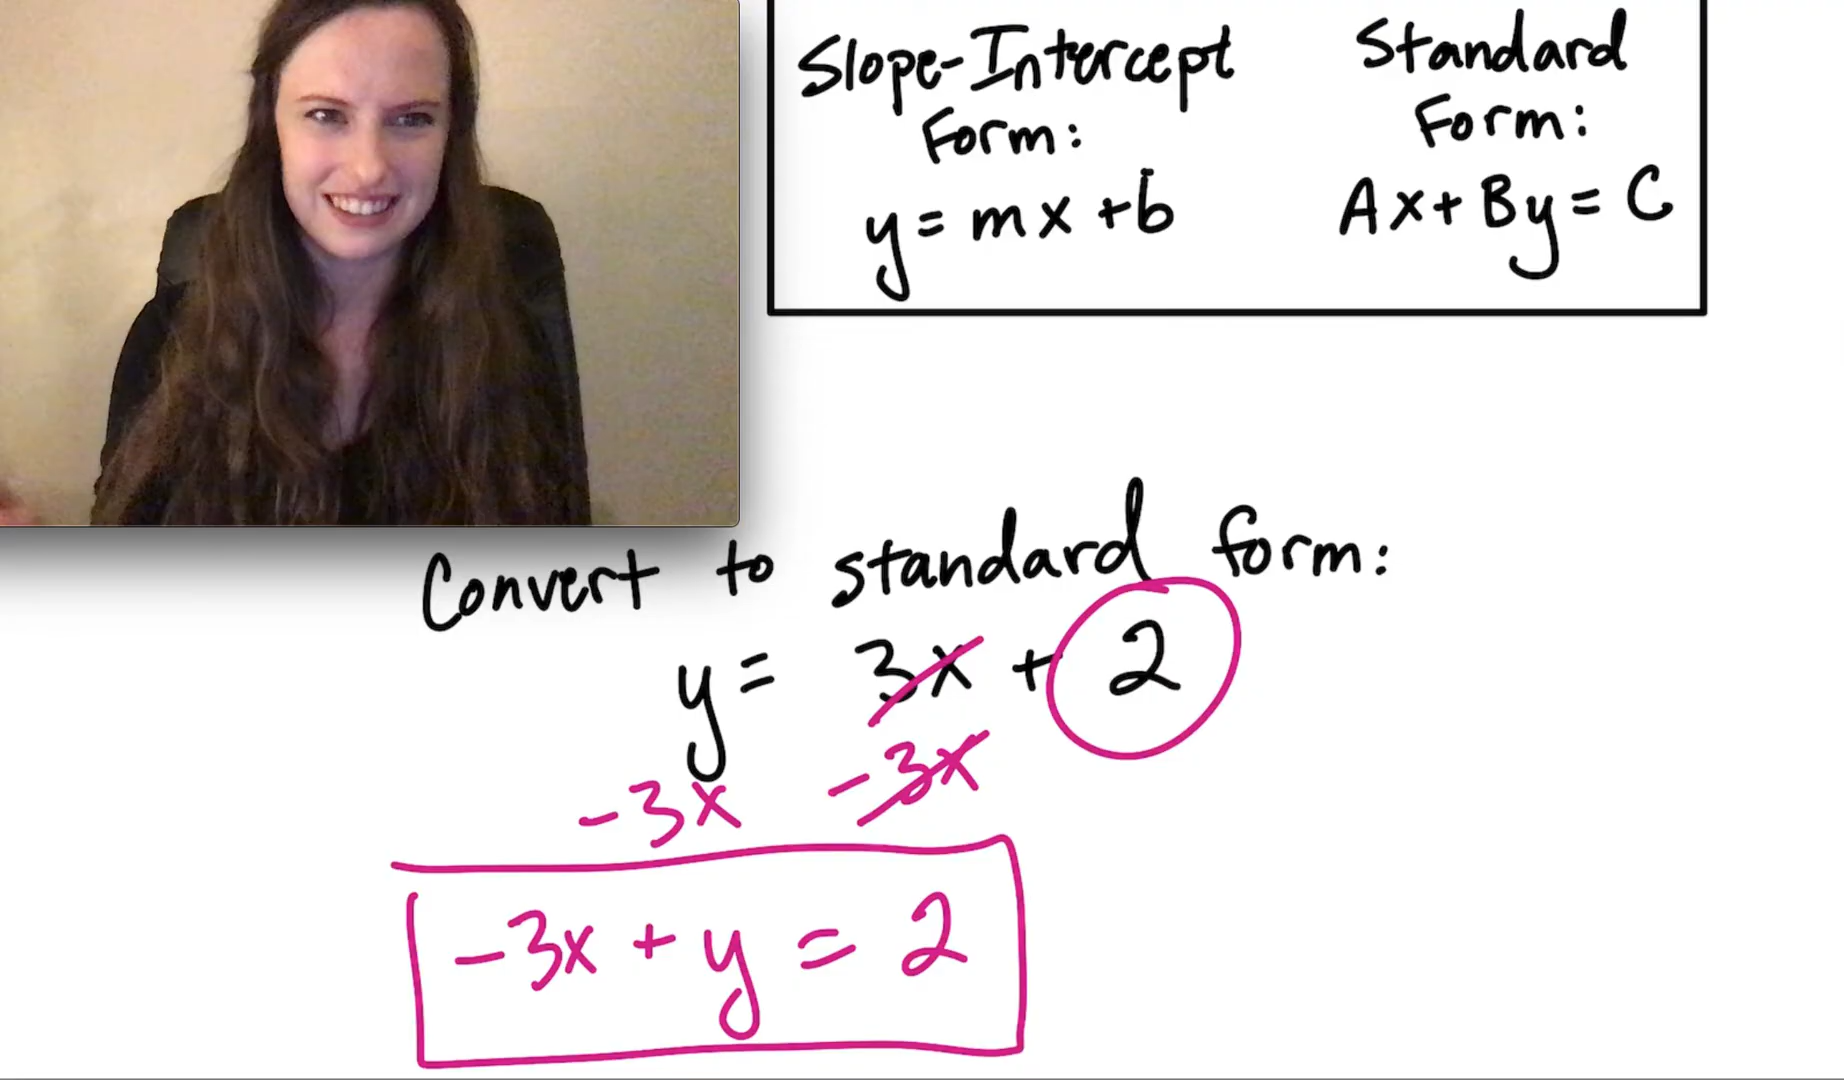 Slope-Intercept
Form:
y = mx + b
Standard
Form:
Ax + By = C
Convert to standard form:
y = 3x + 2
-3x -3x
-3x + y = 2